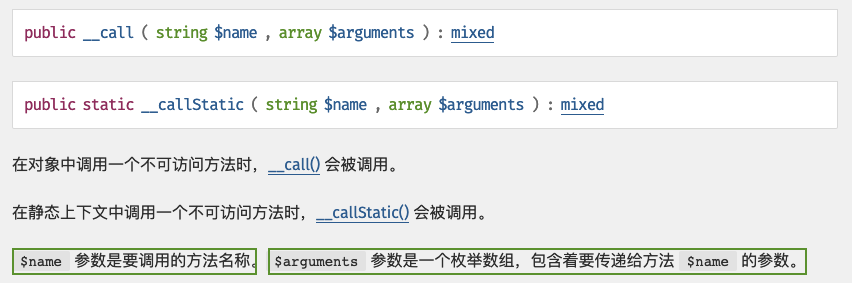 public __call ( string $name , array $arguments ) : mixed
public static __callStatic ( string $name , array $arguments ) : mixed
在对象中调用一个不可访问方法时，__call() 会被调用。
在静态上下文中调用一个不可访问方法时，__callStatic() 会被调用。
$name 参数是要调用的方法名称。 $arguments 参数是一个枚举数组，包含着要传递给方法 $name 的参数。